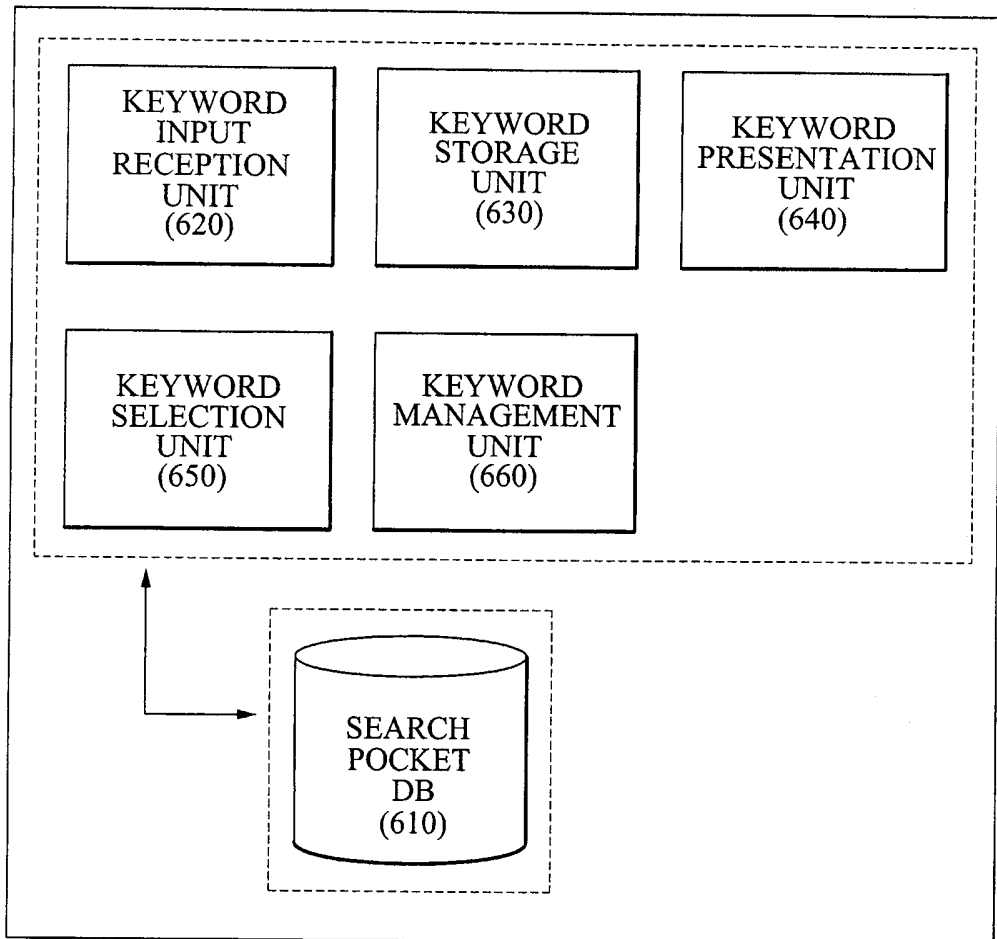 KEYWORD
INPUT
RECEPTION
UNIT
(620)
KEYWORD
STORAGE
UNIT
(630)
KEYWORD
PRESENTATION
UNIT
(640)
KEYWORD
SELECTION
UNIT
(650)
KEYWORD
MANAGEMENT
UNIT
(660)
SEARCH
POCKET
DB
(610)